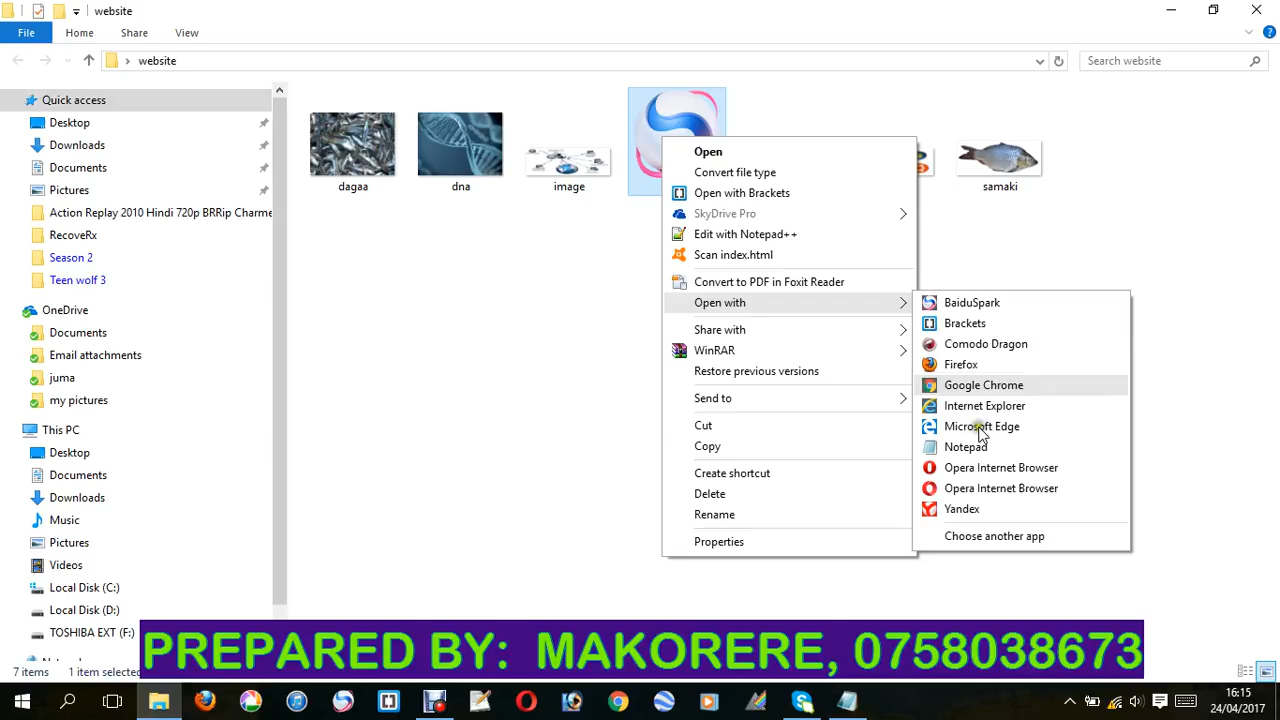 website
File
Home
Share
View
website
Search website
Quick access
Desktop
Downloads
Documents
Pictures
Action Replay 2010 Hindi 720p BRRip Charme
RecoveRx
Season 2
Teen wolf 3
OneDrive
Documents
Email attachments
juma
my pictures
This PC
Desktop
Documents
Downloads
Music
Pictures
Videos
Local Disk (C:)
Local Disk (D:)
TOSHIBA EXT (F:)
dagaa
dna
image
samaki
Open
Convert file type
Open with Brackets
SkyDrive Pro
Edit with Notepad++
Scan index.html
Convert to PDF in Foxit Reader
Open with
Share with
WinRAR
Restore previous versions
Send to
Cut
Copy
Create shortcut
Delete
Rename
Properties
BaiduSpark
Brackets
Comodo Dragon
Firefox
Google Chrome
Internet Explorer
Microsoft Edge
Notepad
Opera Internet Browser
Opera Internet Browser
Yandex
Choose another app
PREPARED BY: MAKORERE, 0758038673
7 items
1 item selected
16:15
24/04/2017